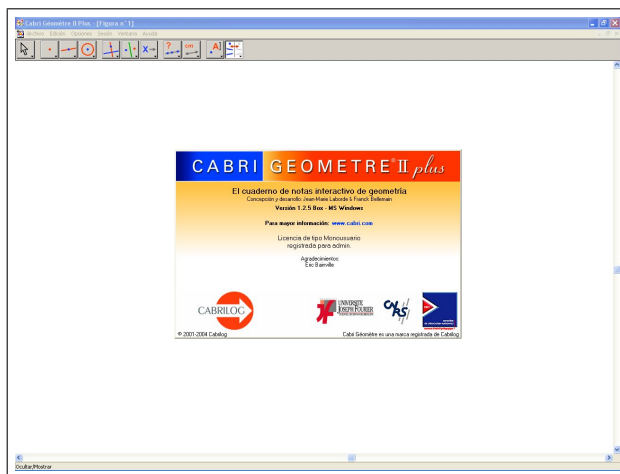 Cabri Géomètre II Plus - [Figura nº 1]
Archivo Edición Opciones Sesión Ventana Ayuda
? cm
X→ A
CABRI GEOMETRE® II plus
El cuaderno de notas interactivo de geometría
Concepción y desarrollo: Jean-Marie Laborde & Franck Bellemain
Versión 1.2.5 Box - MS Windows
Para mayor información: www.cabri.com
Licencia de tipo Monousuario
registrada para admin.
Agradecimientos:
Eric Bainville
CABRILOG
UNIVERSITE
JOSEPH FOURIER
CNRS
© 2001-2004 Cabrilog
Cabri Géomètre es una marca registrada de Cabrilog
Ocultar/Mostrar